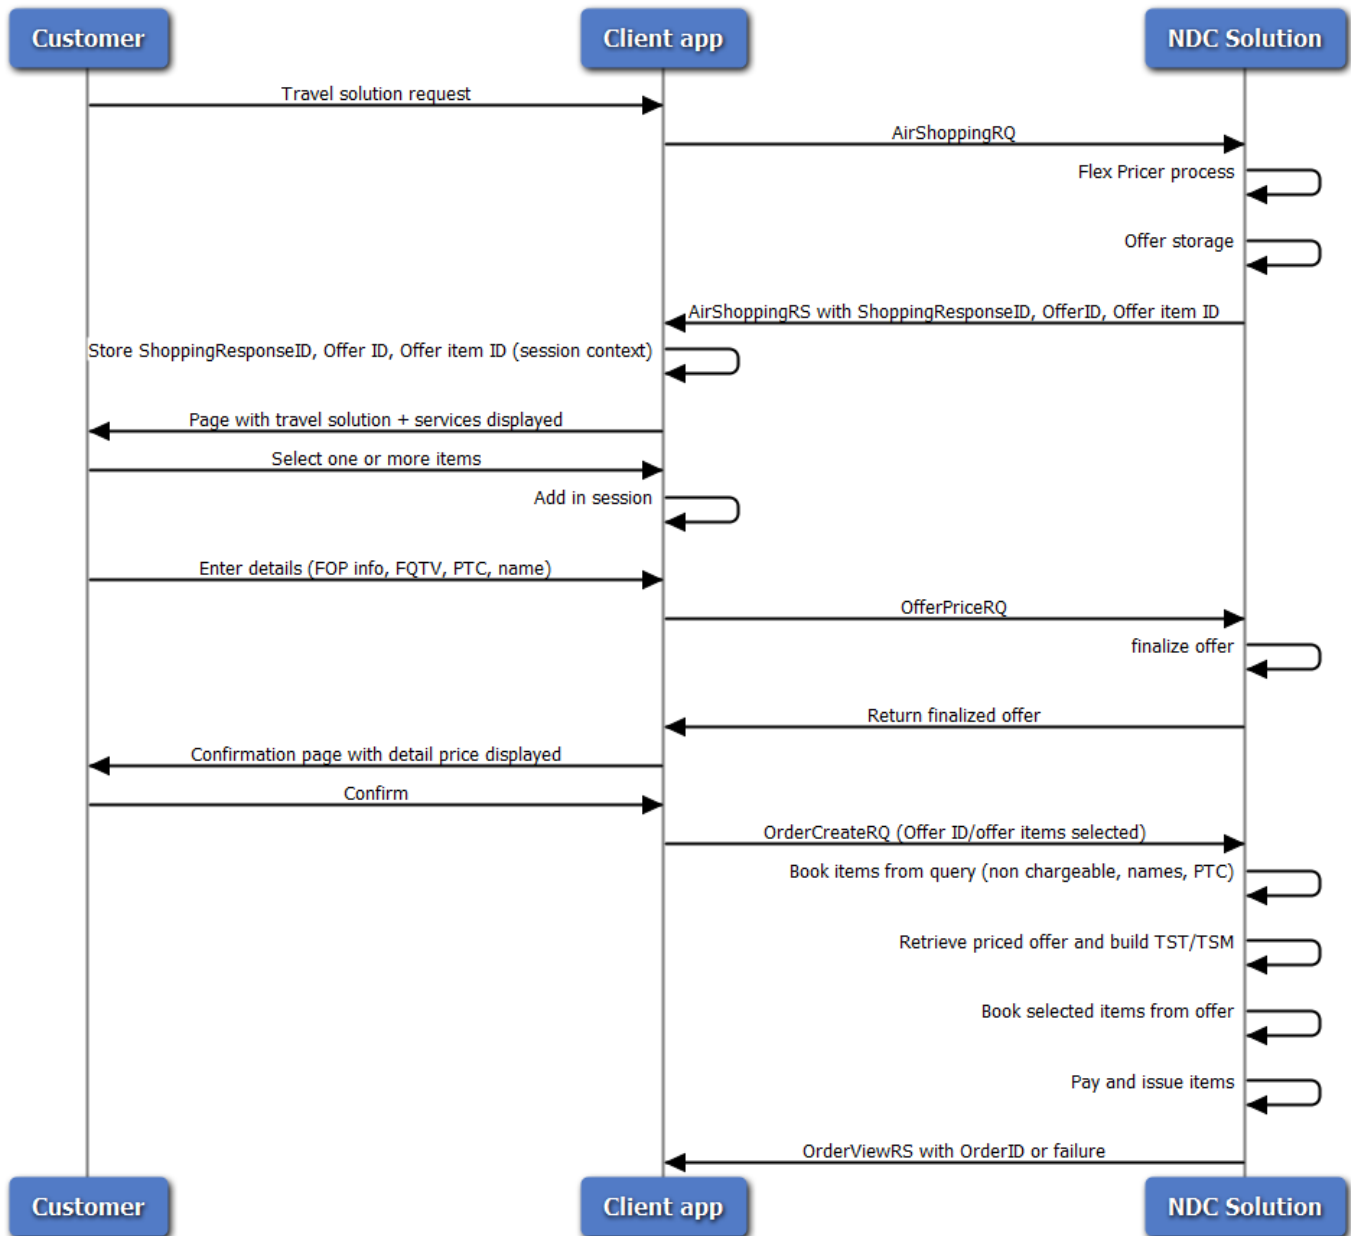 Customer
Client app
NDC Solution
Travel solution request
AirShoppingRQ
Flex Pricer process
Offer storage
AirShoppingRS with ShoppingResponseID, OfferID, Offer item ID
Store ShoppingResponseID, Offer ID, Offer item ID (session context)
Page with travel solution + services displayed
Select one or more items
Add in session
Enter details (FOP info, FQTV, PTC, name)
OfferPriceRQ
finalize offer
Return finalized offer
Confirmation page with detail price displayed
Confirm
OrderCreateRQ (Offer ID/offer items selected)
Book items from query (non chargeable, names, PTC)
Retrieve priced offer and build TST/TSM
Book selected items from offer
Pay and issue items
OrderViewRS with OrderID or failure
Customer
Client app
NDC Solution